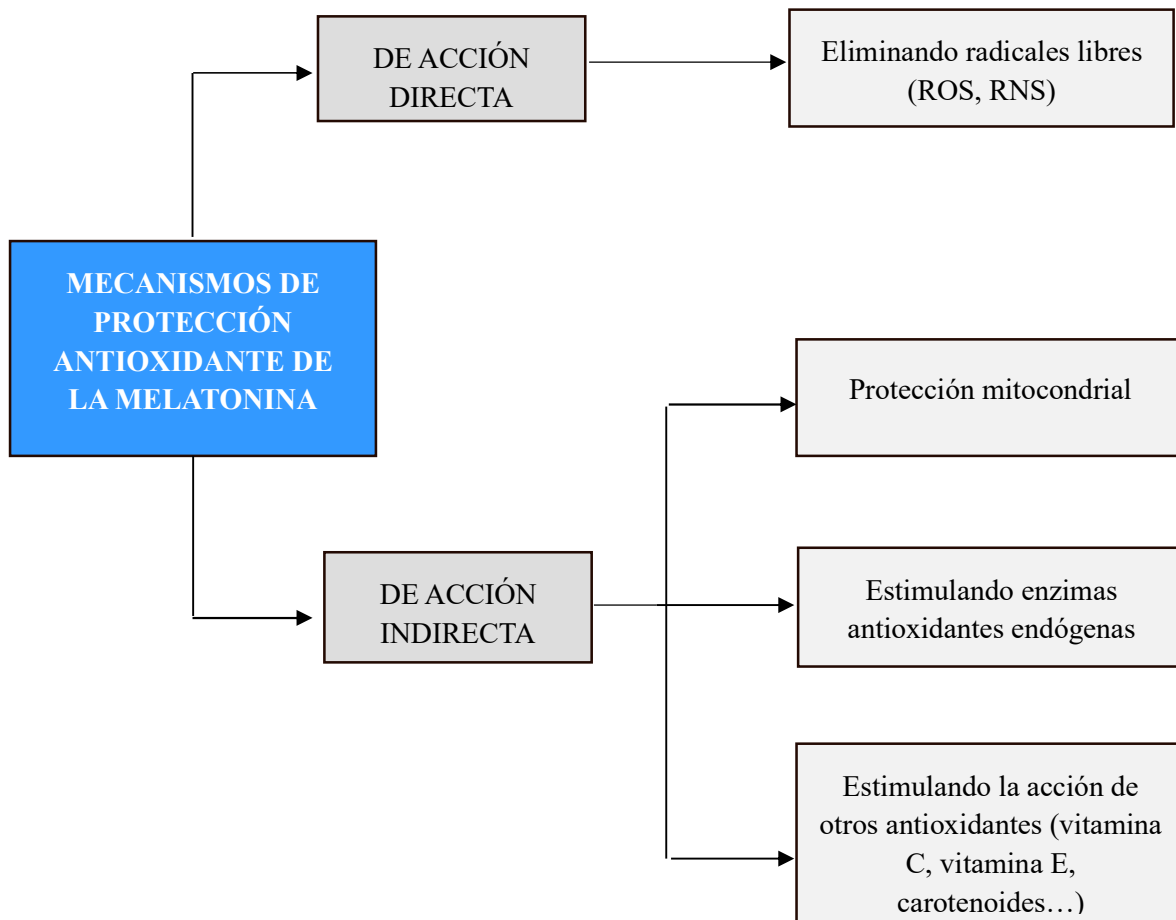 DE ACCIÓN
DIRECTA
Eliminando radicales libres
(ROS, RNS)
MECANISMOS DE
PROTECCIÓN
ANTIOXIDANTE DE
LA MELATONINA
Protección mitocondrial
DE ACCIÓN
INDIRECTA
Estimulando enzimas
antioxidantes endógenas
Estimulando la acción de
otros antioxidantes (vitamina
C, vitamina E,
carotenoides…)